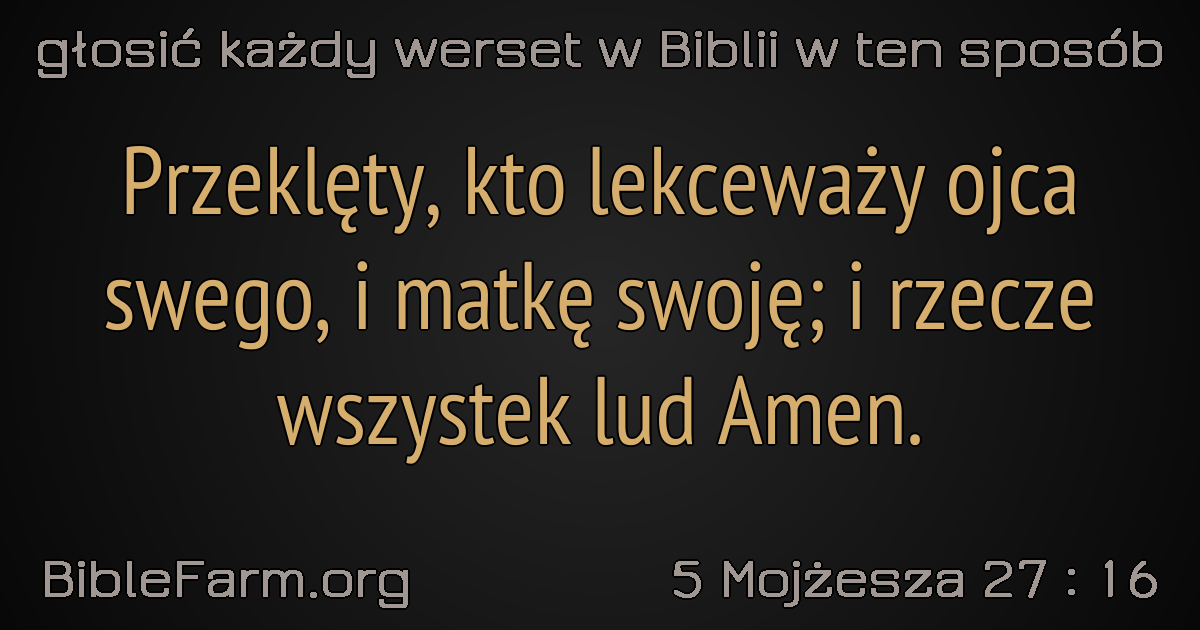 głosić każdy werset w Biblii w ten sposób
Przeklęty, kto lekceważy ojca
swego, i matkę swoję; i rzecze
wszystek lud Amen.
BibleFarm.org
5 Mojżesza 27 : 16